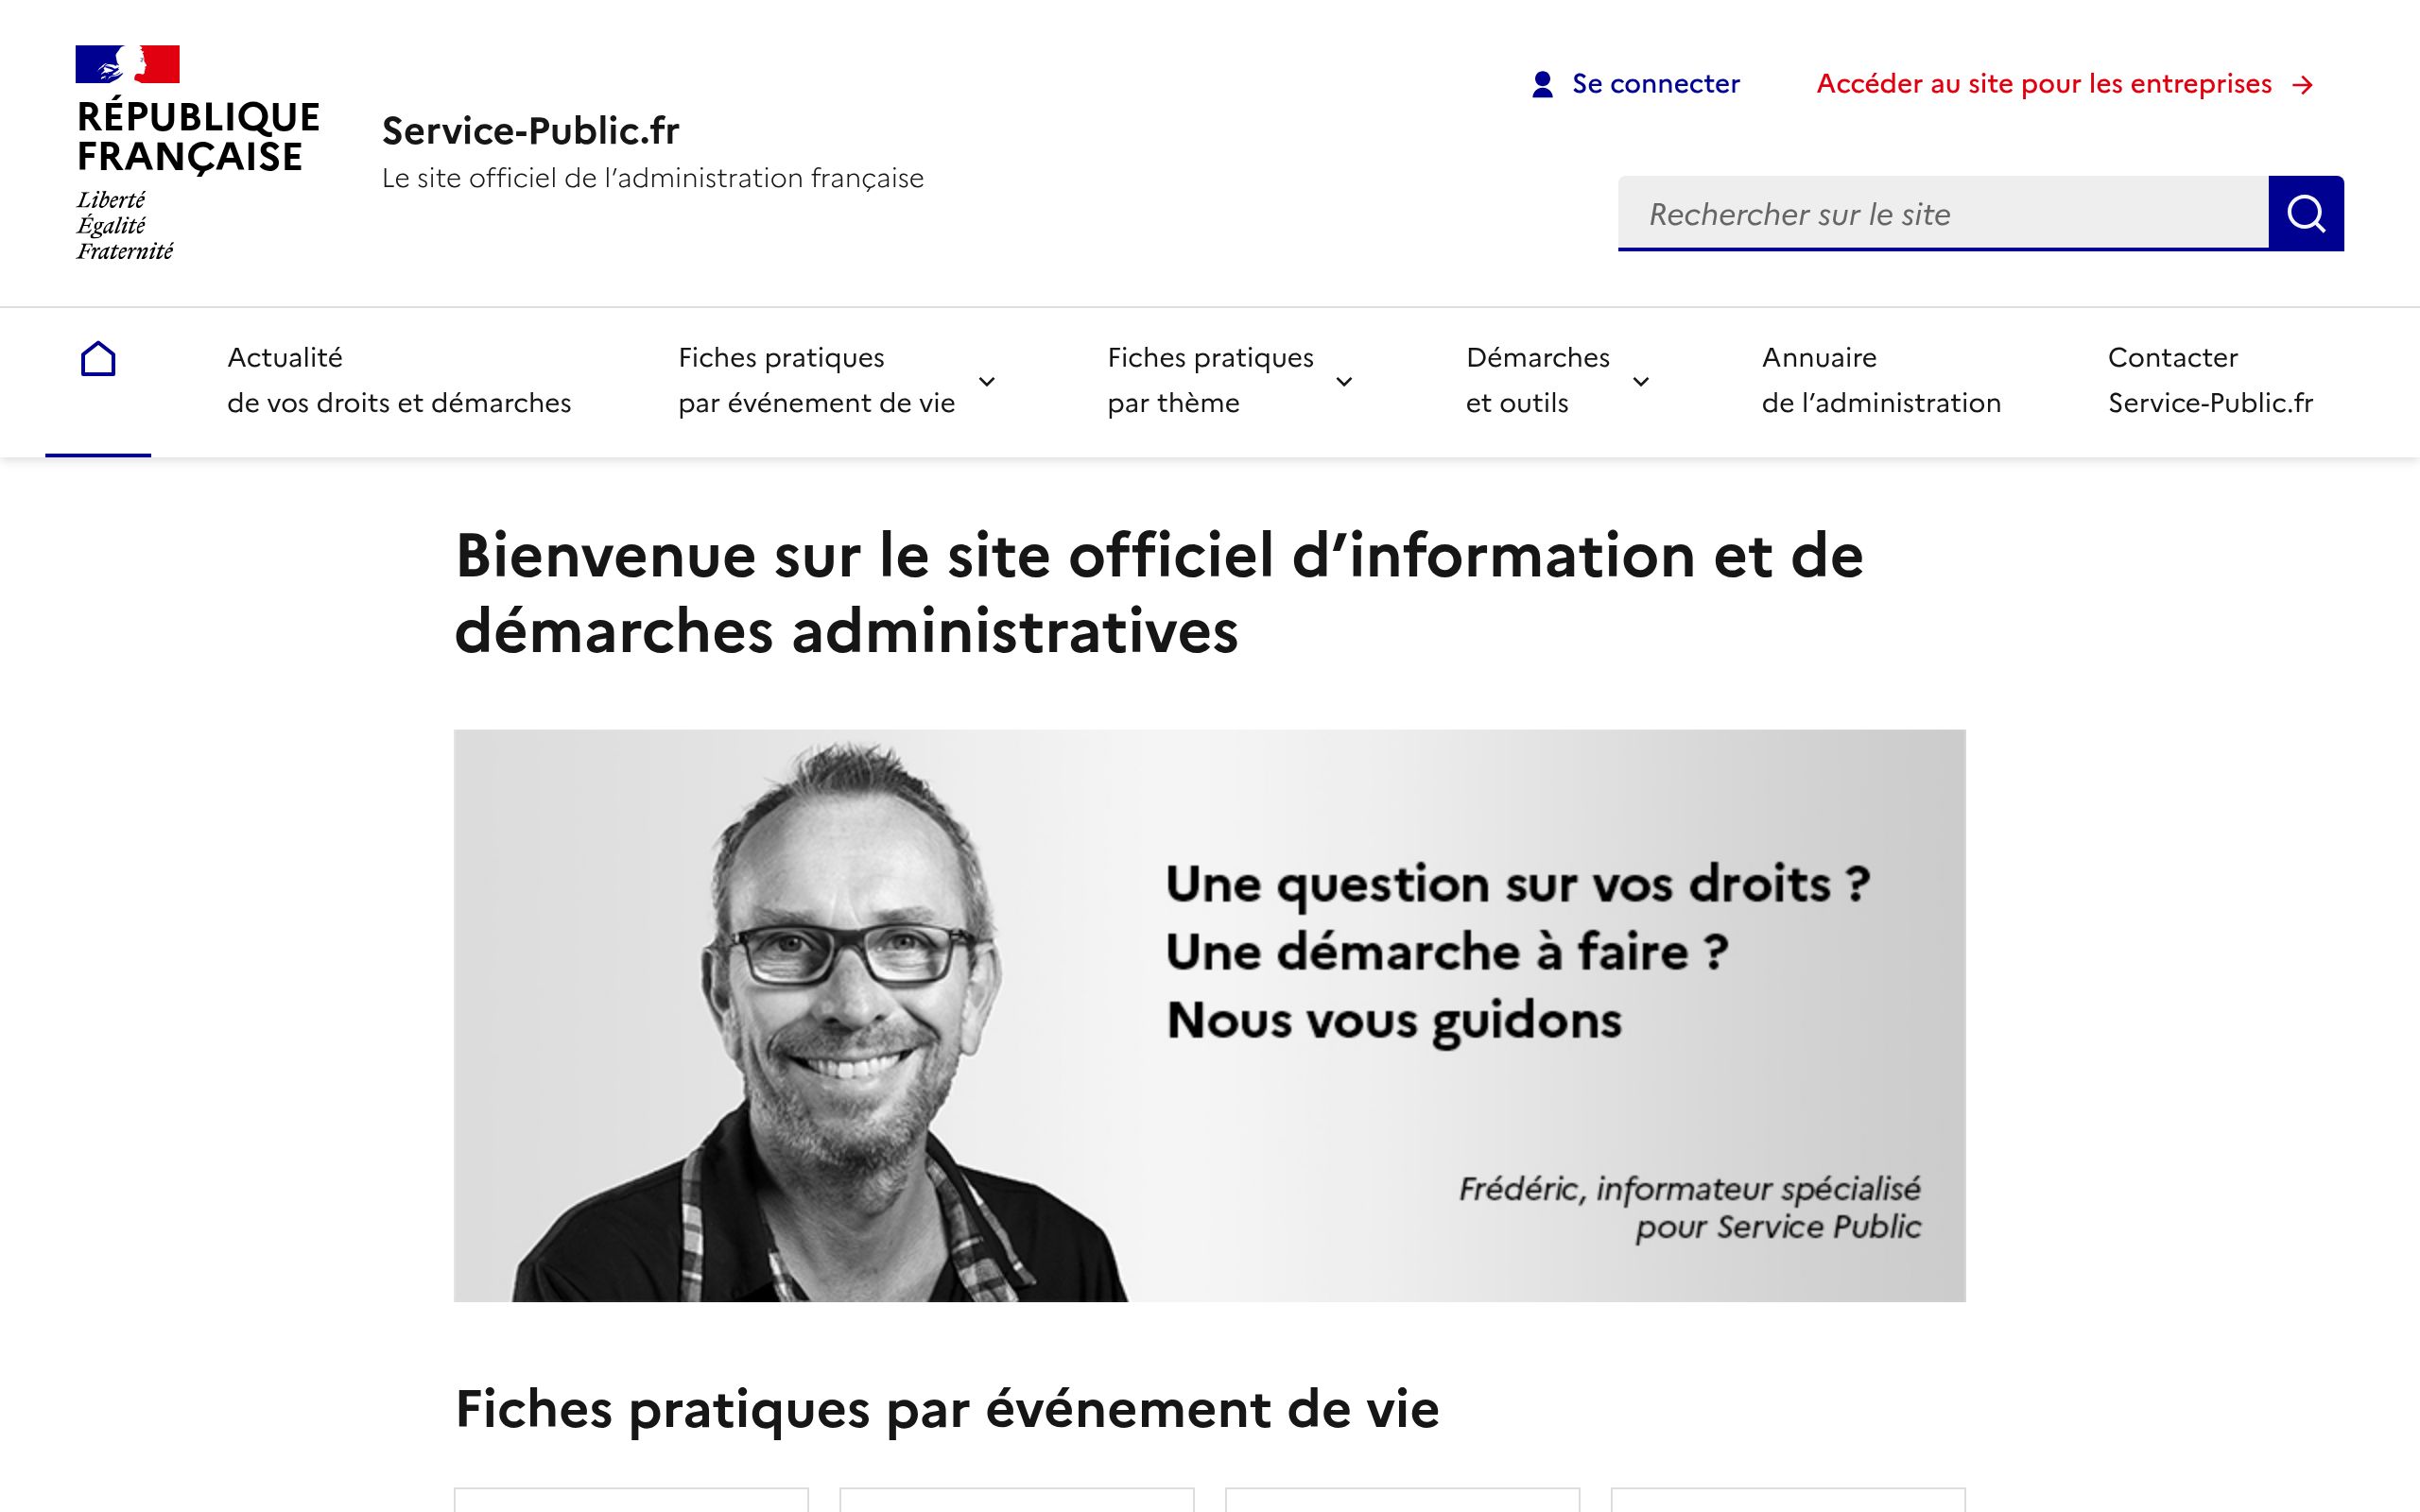 RÉPUBLIQUE
FRANÇAISE
Liberté
Égalité
Fraternité
Service-Public.fr
Le site officiel de l’administration française
Se connecter
Accéder au site pour les entreprises
Rechercher sur le site
Actualité
de vos droits et démarches
Fiches pratiques
par événement de vie
Fiches pratiques
par thème
Démarches
et outils
Annuaire
de l’administration
Contacter
Service-Public.fr
Bienvenue sur le site officiel d’information et de
démarches administratives
Une question sur vos droits ?
Une démarche à faire ?
Nous vous guidons
Frédéric, informateur spécialisé
pour Service Public
Fiches pratiques par événement de vie